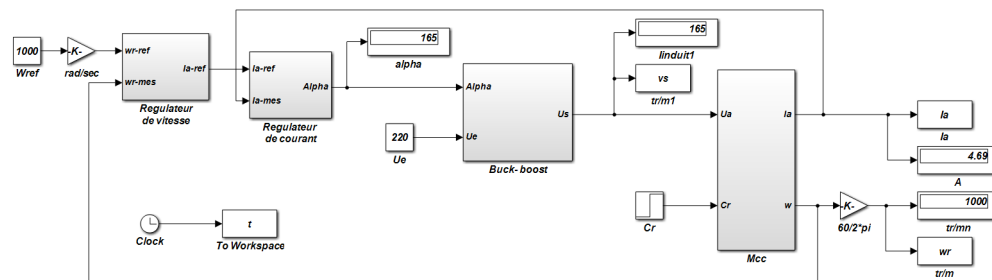 1000
Wref
-K-
rad/sec
wr-ref
wr-mes
Ia-ref
Regulateur
de vitesse
Ia-ref
Ia-mes
Alpha
Regulateur
de courant
165
alpha
220
Ue
Alpha
Ue
Us
Buck- boost
165
Iinduit1
vs
tr/m1
Cr
Ua
Cr
Ia
w
Mcc
Ia
Ia
4.69
A
-K-
60/2*pi
1000
tr/mn
wr
tr/m
Clock
t
To Workspace